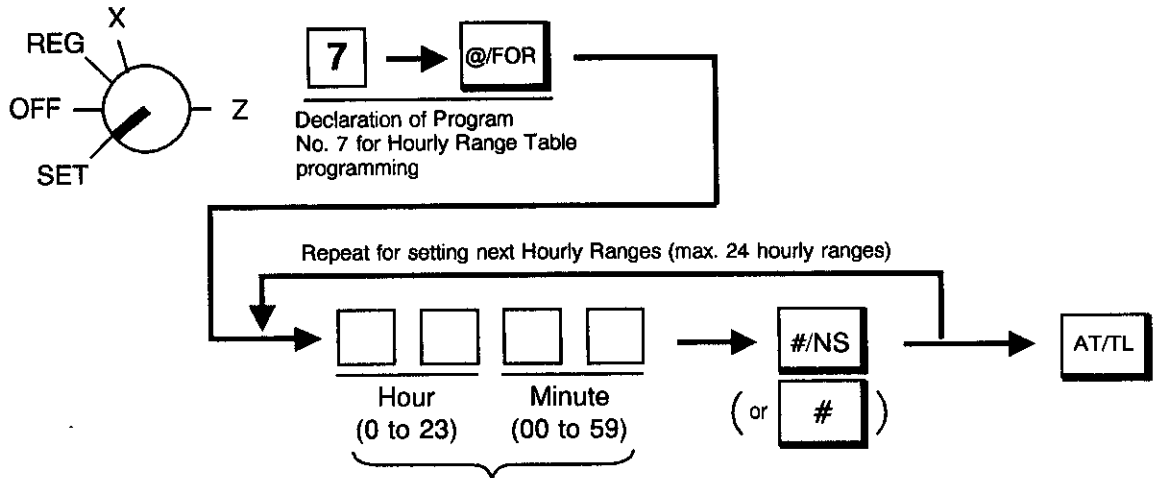 X
REG
OFF
Z
SET
7
@/FOR
Declaration of Program
No. 7 for Hourly Range Table
programming
Repeat for setting next Hourly Ranges (max. 24 hourly ranges)
#/NS
AT/TL
Hour
(0 to 23)
Minute
(00 to 59)
( or # )